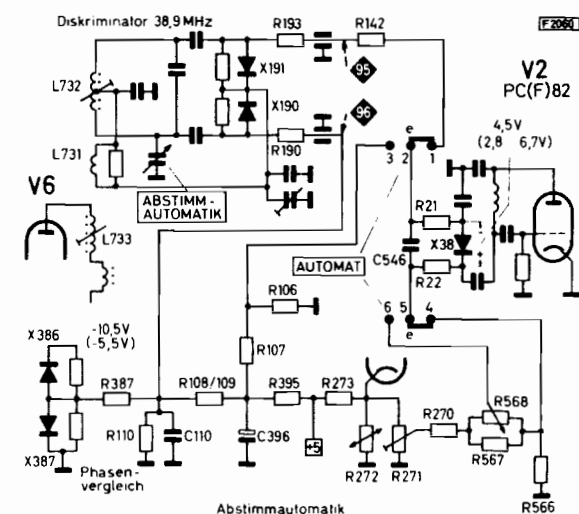 Diskriminator 38,9 MHz
F2060
R193
R142
V2
PC(F)82
X191
95
L732
4,5V
(2,8 6,7V)
X190
96
R190
e
3 2 1
L731
ABSTIMM-
AUTOMATIK
V6
R21
X38
L733
AUTOMAT
C546
R22
R106
6 5 4
e
X386
-10,5V
(-5,5V)
R107
R387
R108/109
R395
R273
R568
R270
R567
X387
R110
C110
C396
+5
R272
R271
Phasen-
vergleich
R566
Abstimmautomatik